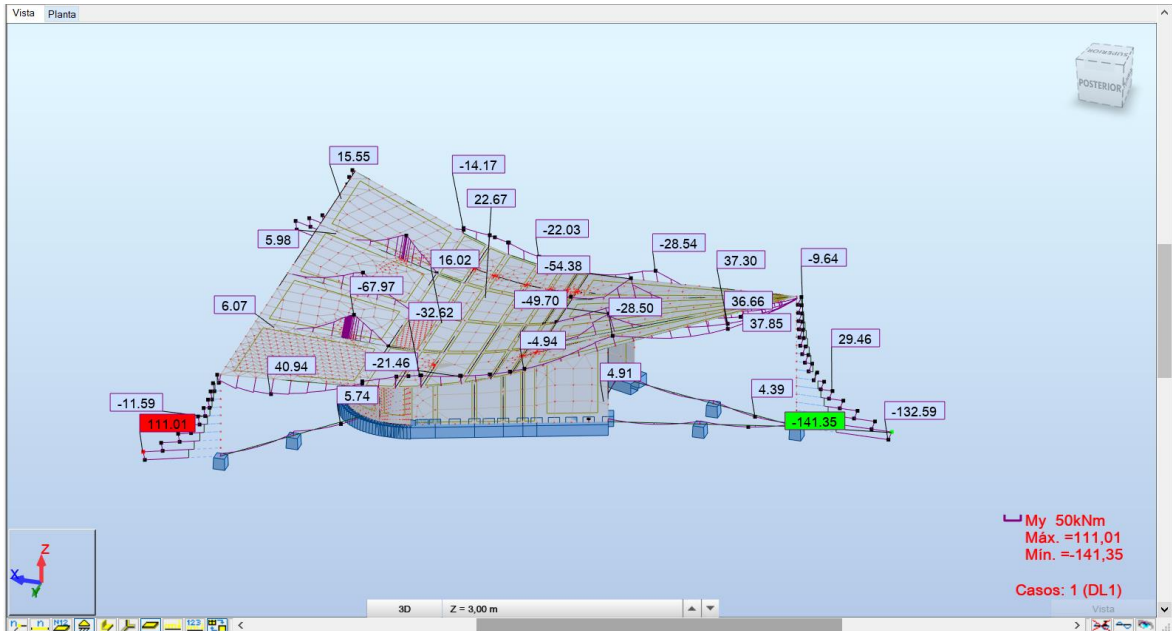 Vista Planta
SUPERIOR
POSTERIOR
15.55
-14.17
22.67
5.98
-22.03
16.02
-54.38
-28.54
37.30
-9.64
-67.97
-49.70
36.66
6.07
-32.62
-28.50
37.85
29.46
-4.94
40.94
-21.46
4.91
5.74
4.39
-11.59
111.01
-132.59
-141.35
My 50kNm
Máx. =111,01
Mín. =-141,35
Casos: 1 (DL1)
Z
X
Y
3D Z = 3,00 m
Vista